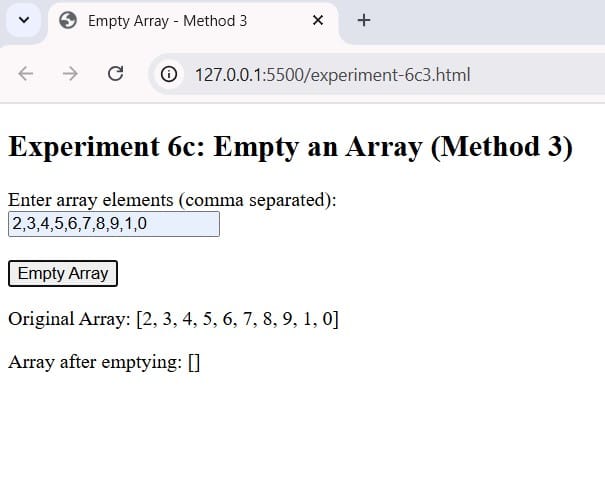 Empty Array - Method 3
127.0.0.1:5500/experiment-6c3.html
Experiment 6c: Empty an Array (Method 3)
Enter array elements (comma separated):
2,3,4,5,6,7,8,9,1,0
Empty Array
Original Array: [2, 3, 4, 5, 6, 7, 8, 9, 1, 0]
Array after emptying: []